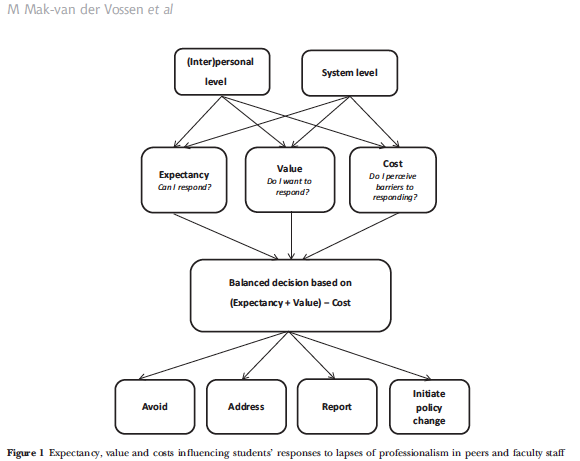 M Mak-van der Vossen et al
(Inter)personal
level
System level
Expectancy
Can I respond?
Value
Do I want to
respond?
Cost
Do I perceive
barriers to
responding?
Balanced decision based on
(Expectancy + Value) – Cost
Avoid
Address
Report
Initiate
policy
change
Figure 1 Expectancy, value and costs influencing students' responses to lapses of professionalism in peers and faculty staff